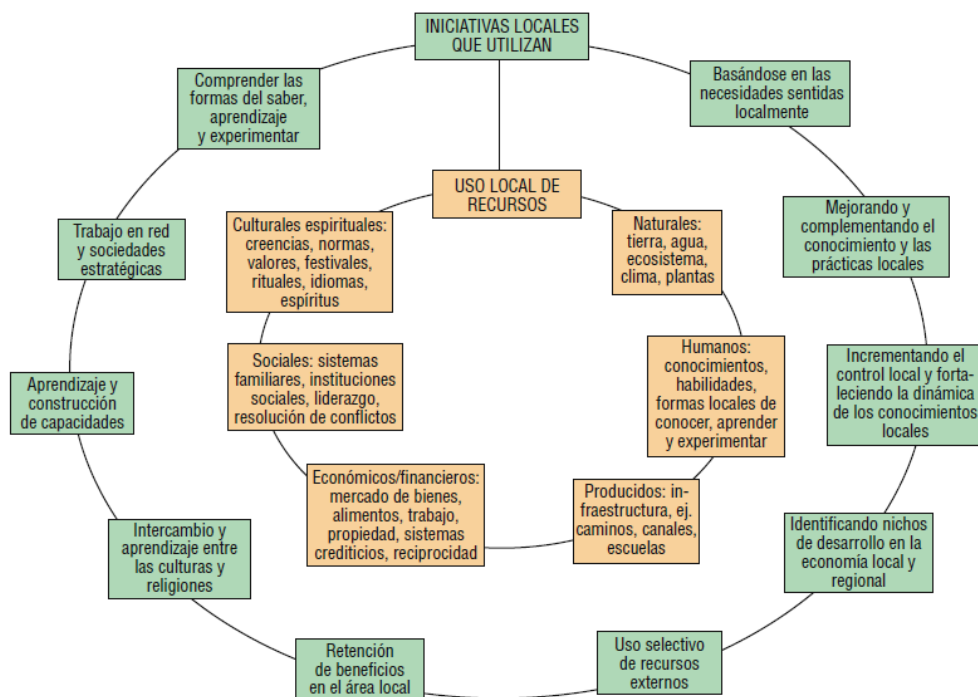 INICIATIVAS LOCALES
QUE UTILIZAN
Basándose en las
necesidades sentidas
localmente
Mejorando y
complementando el
conocimiento y las
prácticas locales
Incrementando el
control local y forta-
leciendo la dinámica
de los conocimientos
locales
Identificando nichos
de desarrollo en la
economía local y
regional
Uso selectivo
de recursos
externos
Retención
de beneficios
en el área local
Intercambio y
aprendizaje entre
las culturas y
religiones
Aprendizaje y
construcción
de capacidades
Trabajo en red
y sociedades
estratégicas
Comprender las
formas del saber,
aprendizaje
y experimentar
USO LOCAL DE
RECURSOS
Naturales:
tierra, agua,
ecosistema,
clima, plantas
Humanos:
conocimientos,
habilidades,
formas locales de
conocer, aprender
y experimentar
Producidos: in-
fraestructura, ej.
caminos, canales,
escuelas
Económicos/financieros:
mercado de bienes,
alimentos, trabajo,
propiedad, sistemas
crediticios, reciprocidad
Sociales: sistemas
familiares, instituciones
sociales, liderazgo,
resolución de conflictos
Culturales espirituales:
creencias, normas,
valores, festivales,
rituales, idiomas,
espíritus